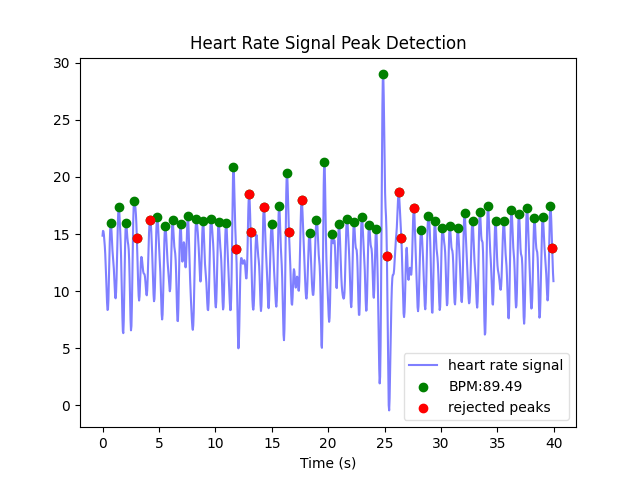 Heart Rate Signal Peak Detection
30
25
20
15
10
5
0
heart rate signal
BPM:89.49
rejected peaks
0 5 10 15 20 25 30 35 40
Time (s)